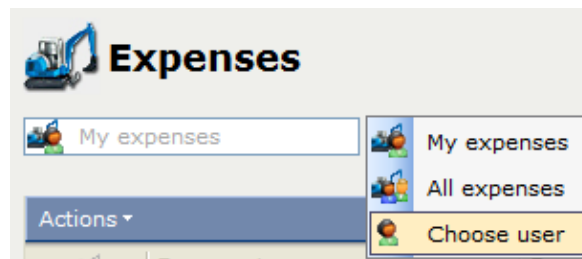 Expenses
My expenses
My expenses
All expenses
Actions
Choose user